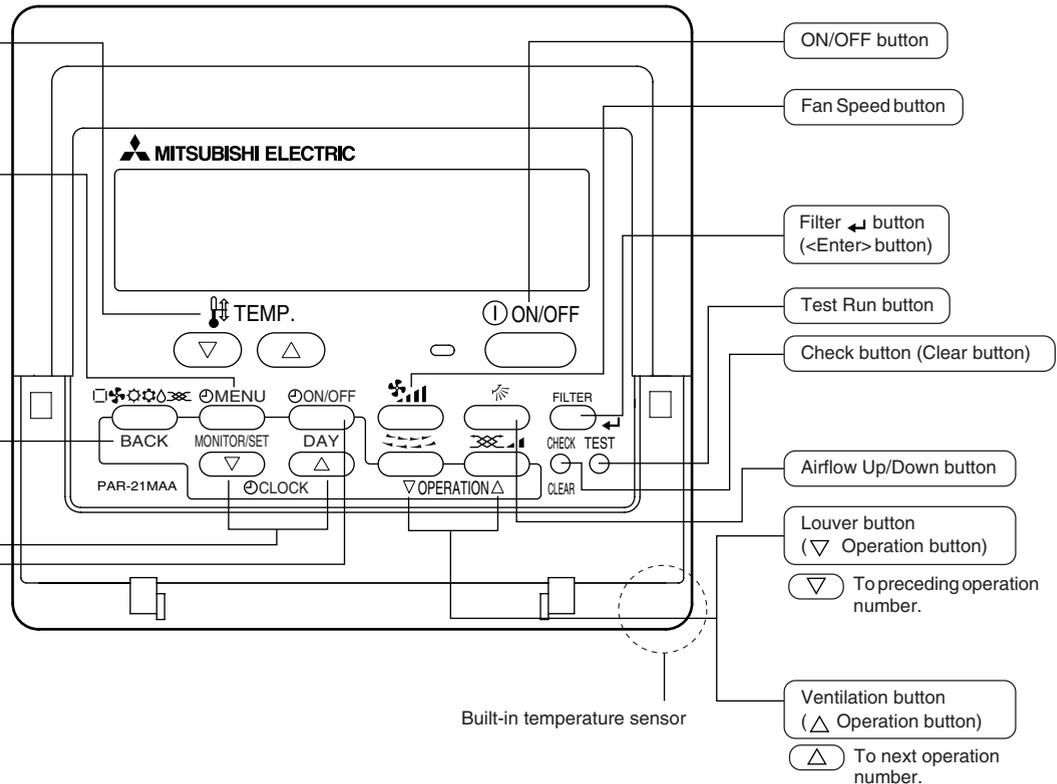 ON/OFF button
Fan Speed button
MITSUBISHI ELECTRIC
Filter ↵ button
(<Enter> button)
TEMP.
ON/OFF
Test Run button
Check button (Clear button)
MENU
ON/OFF
FILTER
BACK
MONITOR/SET
DAY
CHECK
TEST
PAR-21MAA
CLOCK
▽ OPERATION △
CLEAR
Airflow Up/Down button
Louver button
(▽ Operation button)
▽ To preceding operation
number.
Built-in temperature sensor
Ventilation button
(△ Operation button)
△ To next operation
number.